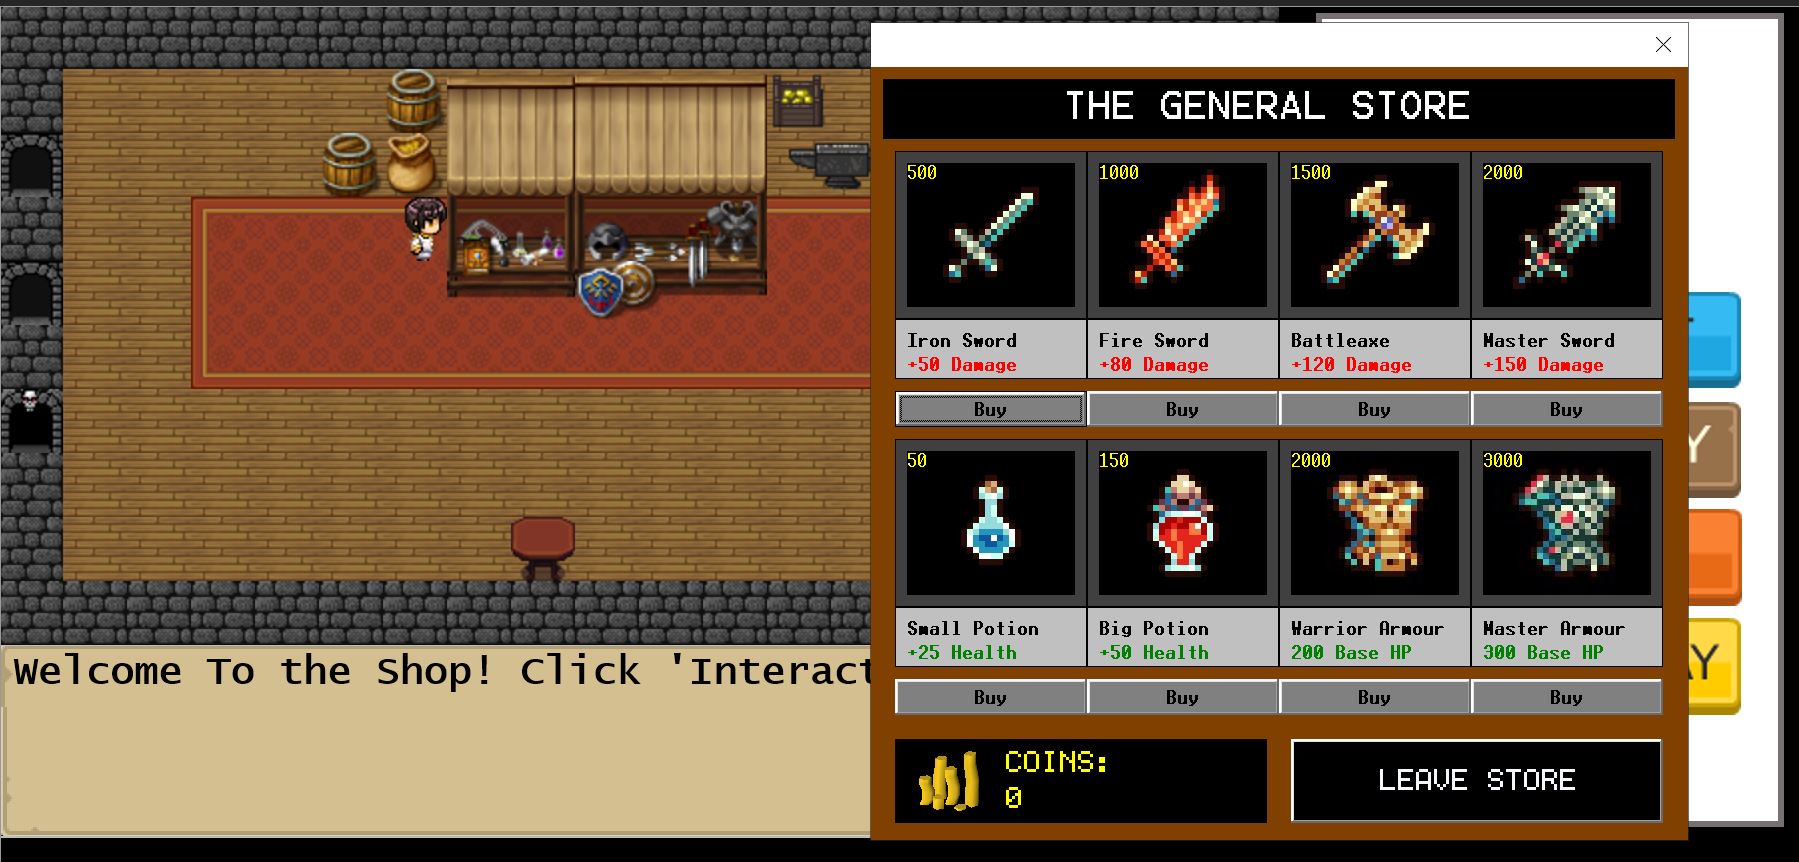 THE GENERAL STORE
500 1000 1500 2000
Iron Sword Fire Sword Battleaxe Master Sword
+50 Damage +80 Damage +120 Damage +150 Damage
Buy Buy Buy Buy
50 150 2000 3000
Small Potion Big Potion Warrior Armour Master Armour
+25 Health +50 Health 200 Base HP 300 Base HP
Buy Buy Buy Buy
COINS:
0
LEAVE STORE
Welcome To the Shop! Click 'Interact